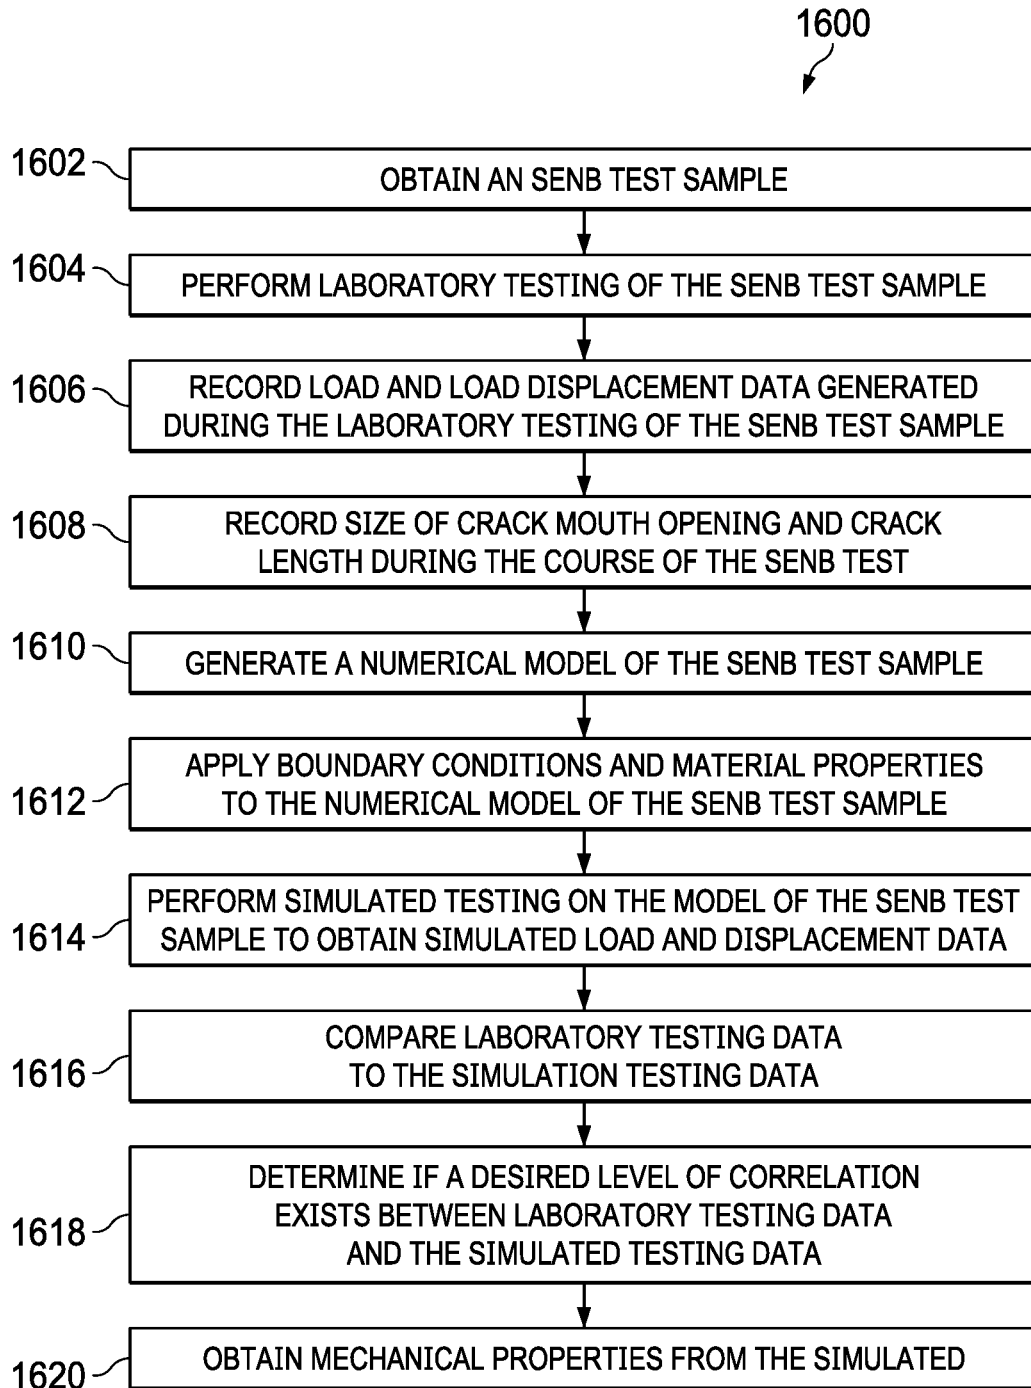 1600
1602
OBTAIN AN SENB TEST SAMPLE
1604
PERFORM LABORATORY TESTING OF THE SENB TEST SAMPLE
1606
RECORD LOAD AND LOAD DISPLACEMENT DATA GENERATED
DURING THE LABORATORY TESTING OF THE SENB TEST SAMPLE
1608
RECORD SIZE OF CRACK MOUTH OPENING AND CRACK
LENGTH DURING THE COURSE OF THE SENB TEST
1610
GENERATE A NUMERICAL MODEL OF THE SENB TEST SAMPLE
1612
APPLY BOUNDARY CONDITIONS AND MATERIAL PROPERTIES
TO THE NUMERICAL MODEL OF THE SENB TEST SAMPLE
1614
PERFORM SIMULATED TESTING ON THE MODEL OF THE SENB TEST
SAMPLE TO OBTAIN SIMULATED LOAD AND DISPLACEMENT DATA
1616
COMPARE LABORATORY TESTING DATA
TO THE SIMULATION TESTING DATA
1618
DETERMINE IF A DESIRED LEVEL OF CORRELATION
EXISTS BETWEEN LABORATORY TESTING DATA
AND THE SIMULATED TESTING DATA
1620
OBTAIN MECHANICAL PROPERTIES FROM THE SIMULATED